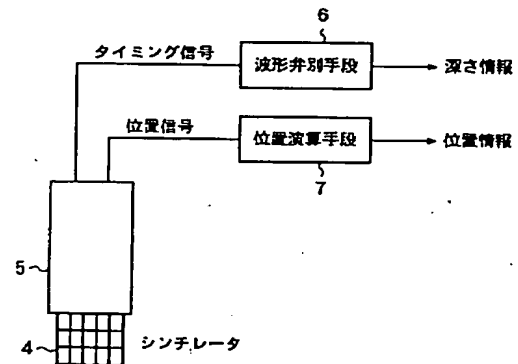 6
タイミング信号
波形弁別手段
深さ情報
位置信号
位置演算手段
位置情報
7
5
4
シンチレータ